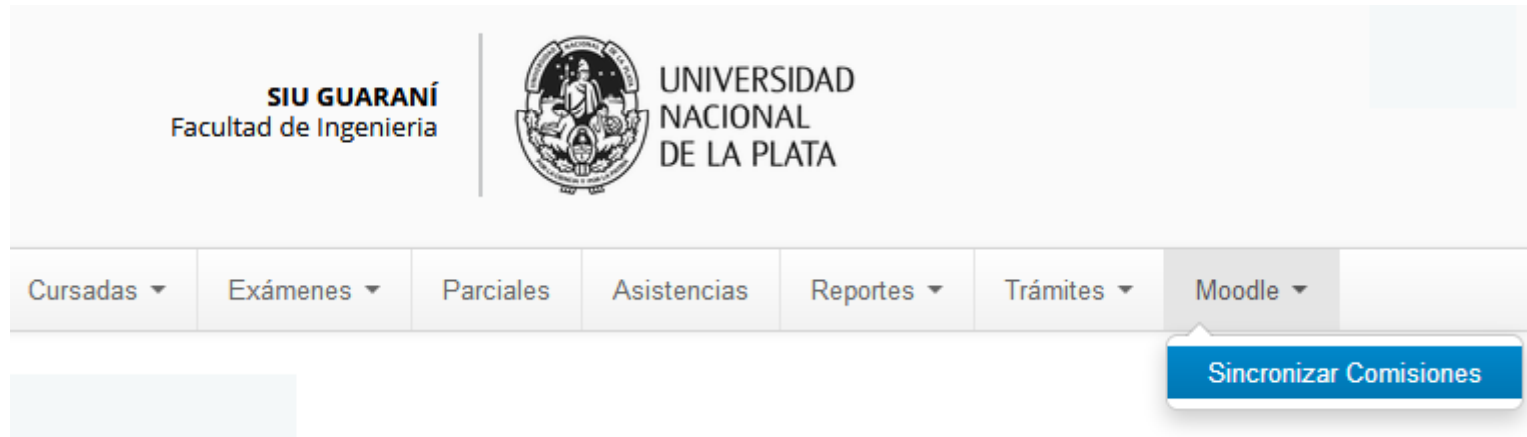 SIU GUARANÍ
Facultad de Ingenieria
UNIVERSIDAD
NACIONAL
DE LA PLATA
Cursadas Exámenes Parciales Asistencias Reportes Trámites Moodle
Sincronizar Comisiones